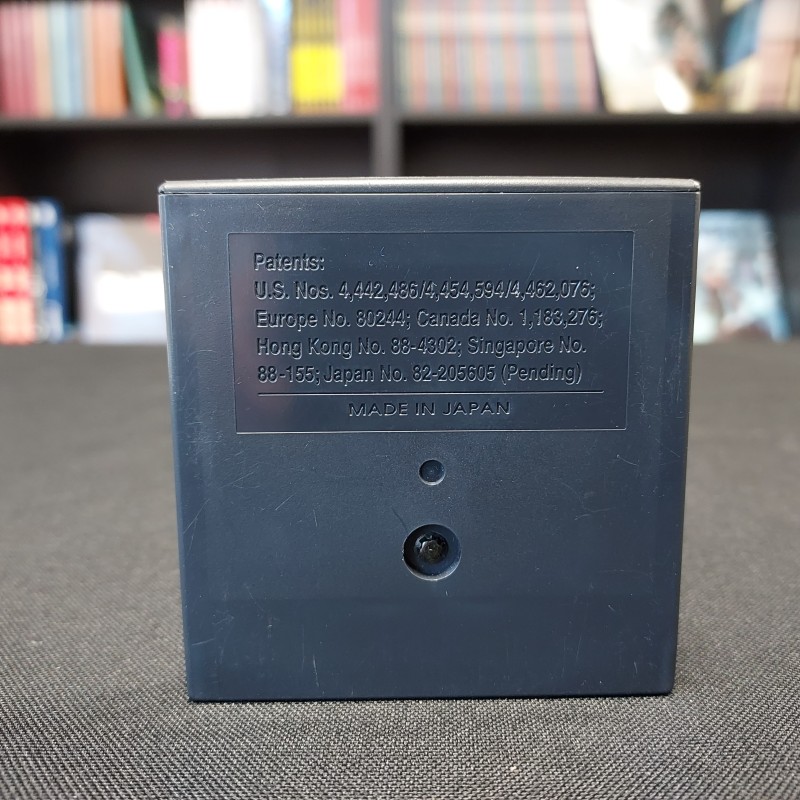 Patents:
U.S. Nos. 4,442,486/4,454,594/4,462,076;
Europe No. 80244; Canada No. 1,183,276;
Hong Kong No. 88-4302; Singapore No.
88-155; Japan No. 82-205605 (Pending)
MADE IN JAPAN